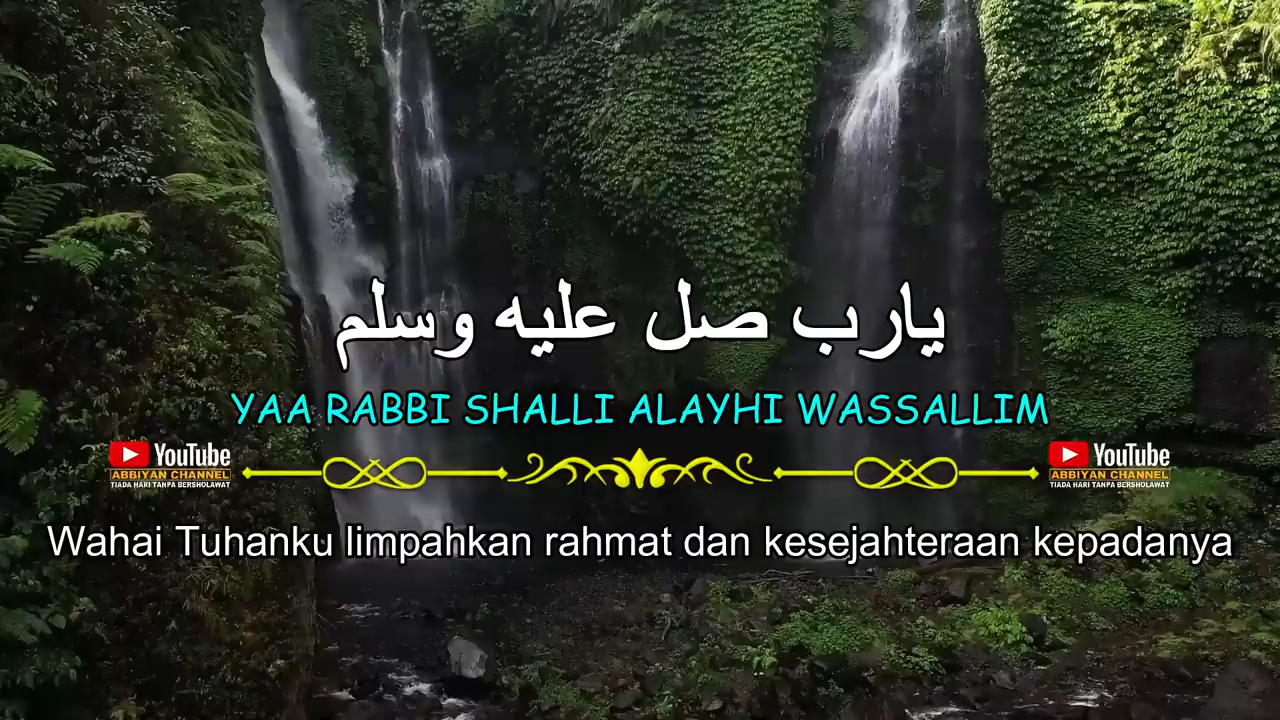 يارب صل عليه وسلم
YAA RABBI SHALLI ALAYHI WASSALLIM
YouTube
ABBIYAN CHANNEL
TIADA HARI TANPA BERSHOLAWAT
YouTube
ABBIYAN CHANNEL
TIADA HARI TANPA BERSHOLAWAT
Wahai Tuhanku limpahkan rahmat dan kesejahteraan kepadanya